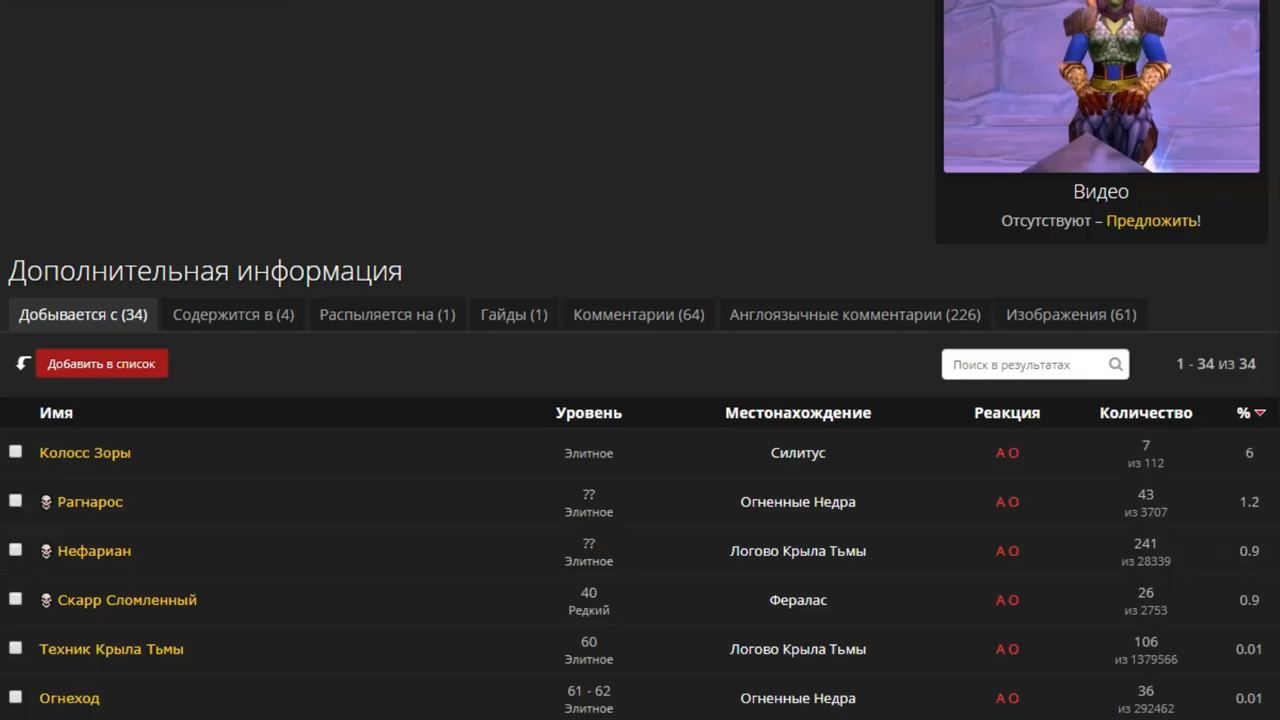 Видео
Отсутствуют – Предложить!
Дополнительная информация
Добывается с (34) Содержится в (4) Распыляется на (1) Гайды (1) Комментарии (64) Англоязычные комментарии (226) Изображения (61)
Добавить в список Поиск в результатах 1 - 34 из 34
Имя Уровень Местонахождение Реакция Количество %
Колосс Зоры Элитное Силитус А О 7 из 112 6
Рагнарос ?? Элитное Огненные Недра А О 43 из 3707 1.2
Нефариан ?? Элитное Логово Крыла Тьмы А О 241 из 28339 0.9
Скарр Сломленный 40 Редкий Фералас А О 26 из 2753 0.9
Техник Крыла Тьмы 60 Элитное Логово Крыла Тьмы А О 106 из 1379566 0.01
Огнеход 61 - 62 Элитное Огненные Недра А О 36 из 292462 0.01